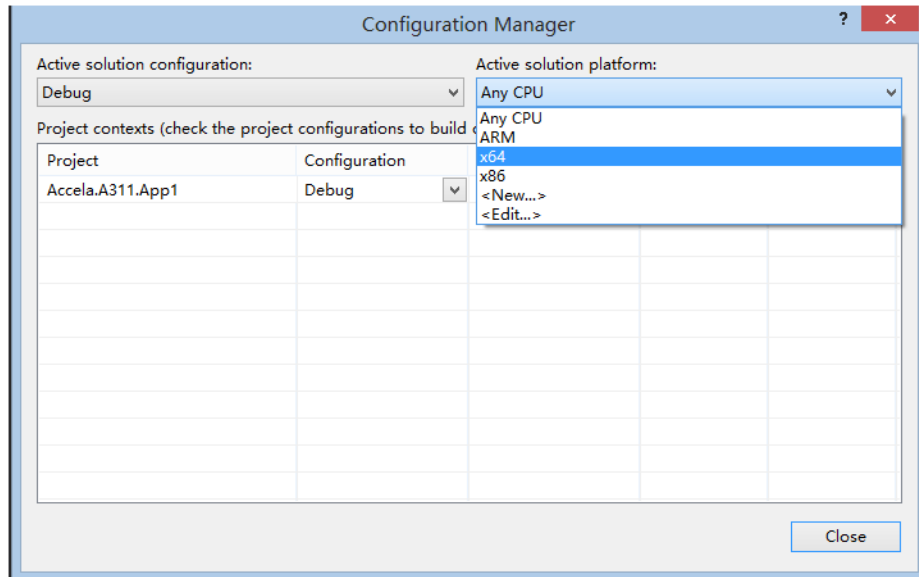 Configuration Manager
?
Active solution configuration:
Active solution platform:
Debug
Any CPU
Project contexts (check the project configurations to build
Any CPU
ARM
x64
x86
<New...>
<Edit...>
Project
Configuration
Accela.A311.App1
Debug
Close